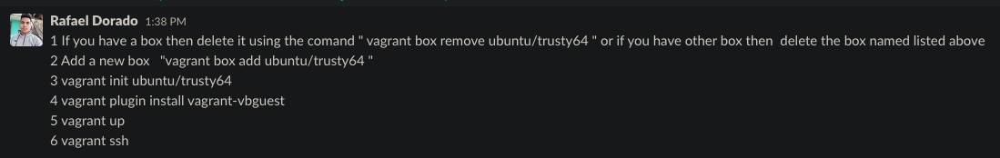 Rafael Dorado 1:38 PM
1 If you have a box then delete it using the comand " vagrant box remove ubuntu/trusty64 " or if you have other box then  delete the box named listed above
2 Add a new box   "vagrant box add ubuntu/trusty64 "
3 vagrant init ubuntu/trusty64
4 vagrant plugin install vagrant-vbguest
5 vagrant up
6 vagrant ssh